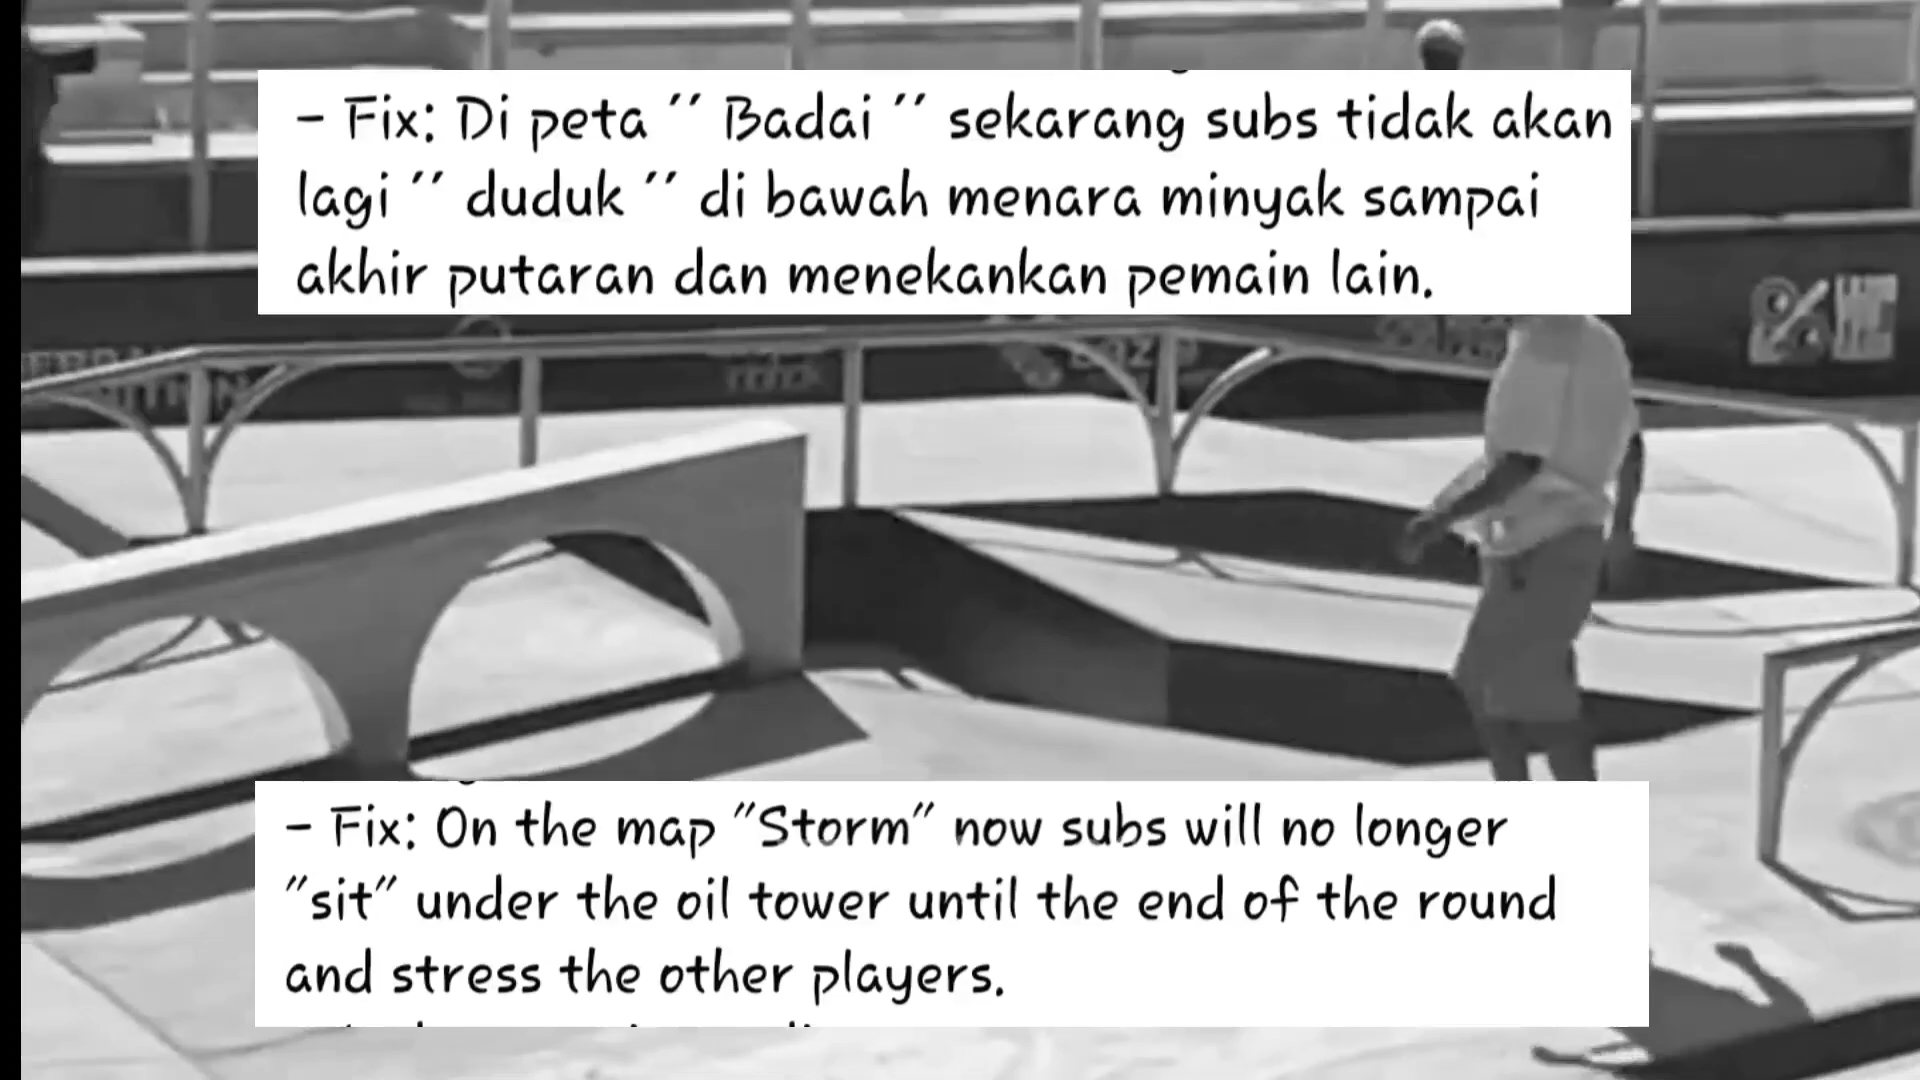 - Fix: Di peta '' Badai '' sekarang subs tidak akan
lagi '' duduk '' di bawah menara minyak sampai
akhir putaran dan menekankan pemain lain.
- Fix: On the map "Storm" now subs will no longer
"sit" under the oil tower until the end of the round
and stress the other players.